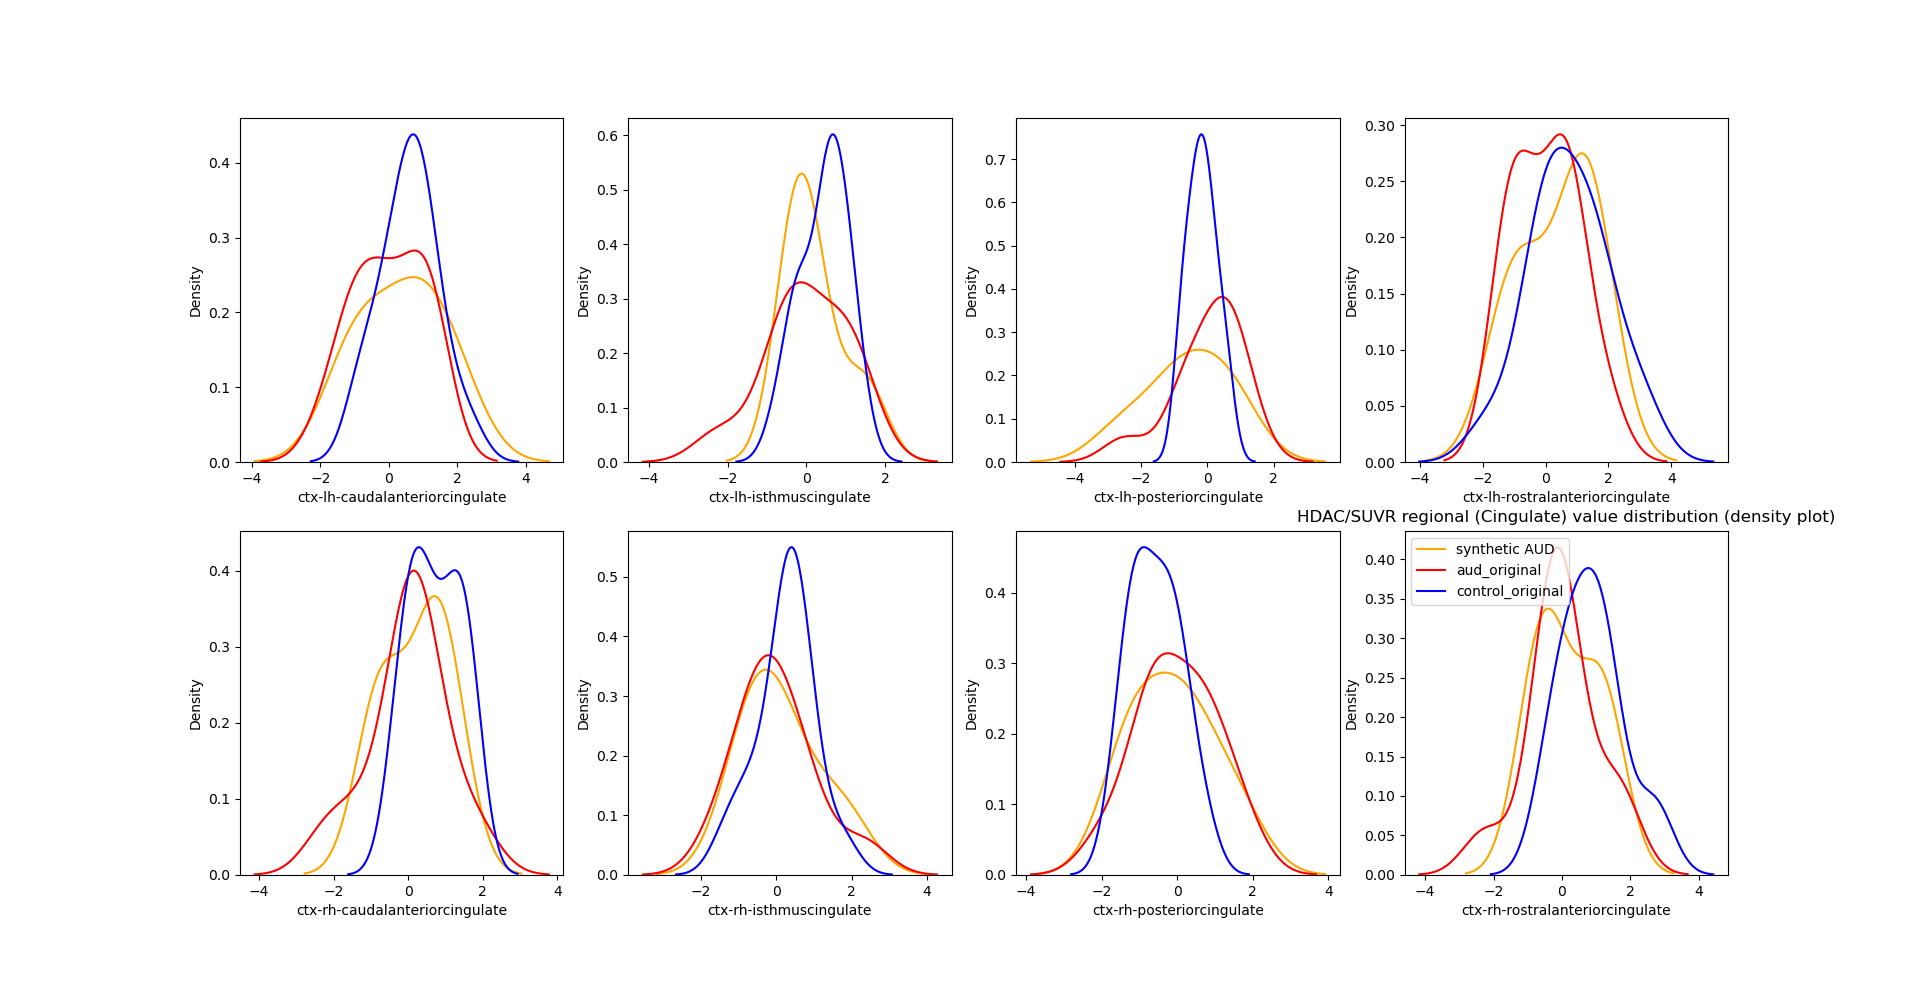 0.4
0.3
0.2
0.1
0.0
Density
−4 −2 0 2 4
ctx-lh-caudalanteriorcingulate
0.6
0.5
0.4
0.3
0.2
0.1
0.0
Density
−4 −2 0 2
ctx-lh-isthmuscingulate
0.7
0.6
0.5
0.4
0.3
0.2
0.1
0.0
Density
−4 −2 0 2
ctx-lh-posteriorcingulate
0.30
0.25
0.20
0.15
0.10
0.05
0.00
Density
−4 −2 0 2 4
ctx-lh-rostralanteriorcingulate
0.4
0.3
0.2
0.1
0.0
Density
−4 −2 0 2 4
ctx-rh-caudalanteriorcingulate
0.5
0.4
0.3
0.2
0.1
0.0
Density
−2 0 2 4
ctx-rh-isthmuscingulate
0.4
0.3
0.2
0.1
0.0
Density
−4 −2 0 2 4
ctx-rh-posteriorcingulate
HDAC/SUVR regional (Cingulate) value distribution (density plot)
synthetic AUD
aud_original
control_original
0.40
0.35
0.30
0.25
0.20
0.15
0.10
0.05
0.00
Density
−4 −2 0 2 4
ctx-rh-rostralanteriorcingulate